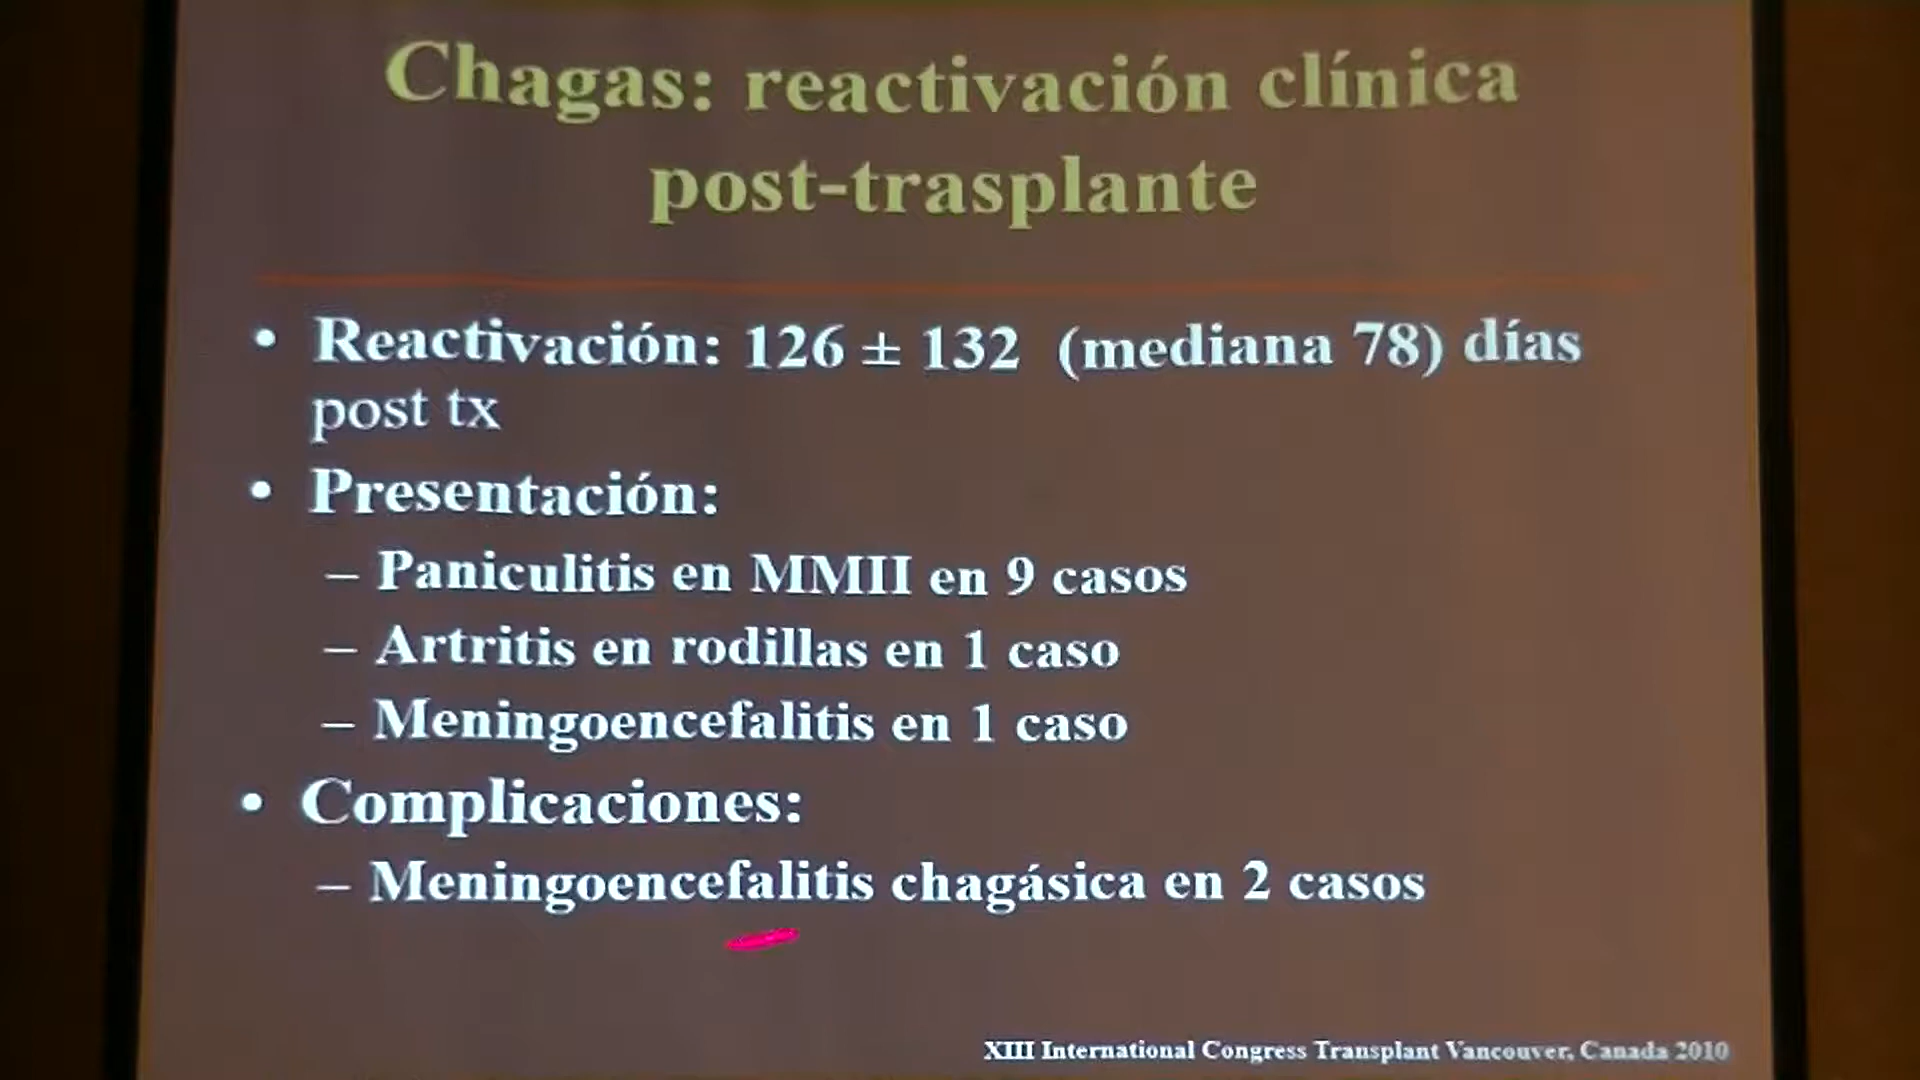 Chagas: reactivación clínica
post-trasplante
• Reactivación: 126 ± 132 (mediana 78) días
post tx
• Presentación:
– Paniculitis en MMII en 9 casos
– Artritis en rodillas en 1 caso
– Meningoencefalitis en 1 caso
• Complicaciones:
– Meningoencefalitis chagásica en 2 casos
XIII International Congress Transplant Vancouver, Canada 2010